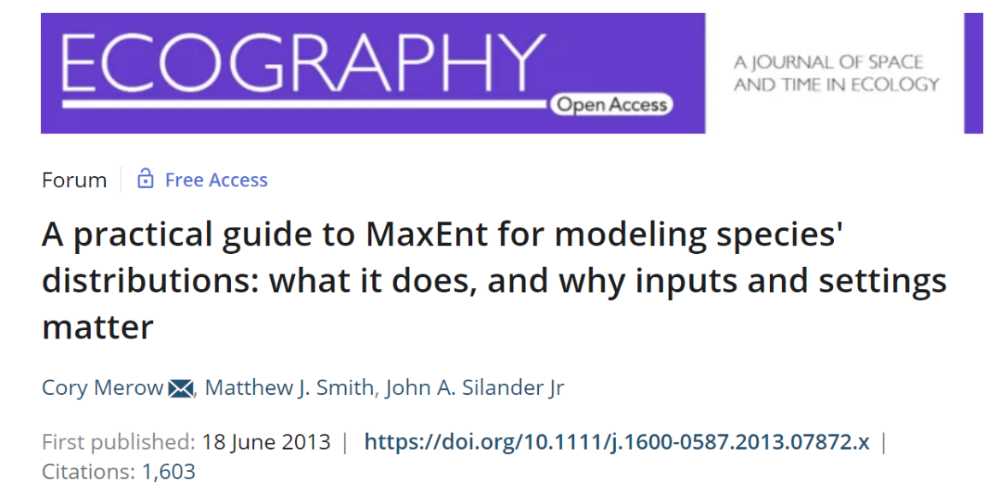 ECOGRAPHY
Open Access
A JOURNAL OF SPACE
AND TIME IN ECOLOGY
Forum | Free Access
A practical guide to MaxEnt for modeling species'
distributions: what it does, and why inputs and settings
matter
Cory Merow, Matthew J. Smith, John A. Silander Jr
First published: 18 June 2013 | https://doi.org/10.1111/j.1600-0587.2013.07872.x |
Citations: 1,603